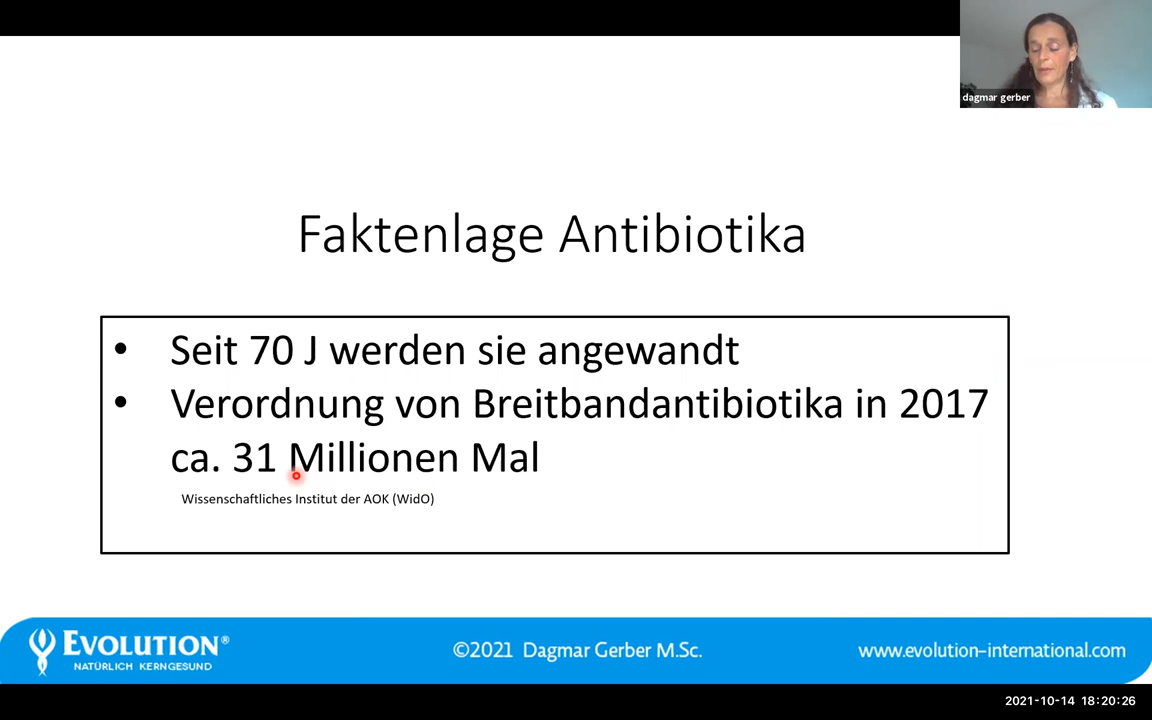 dagmar gerber
Faktenlage Antibiotika
• Seit 70 J werden sie angewandt
• Verordnung von Breitbandantibiotika in 2017
ca. 31 Millionen Mal
Wissenschaftliches Institut der AOK (WidO)
EVOLUTION®
NATÜRLICH KERNGESUND
©2021 Dagmar Gerber M.Sc.
www.evolution-international.com
2021-10-14 18:20:26